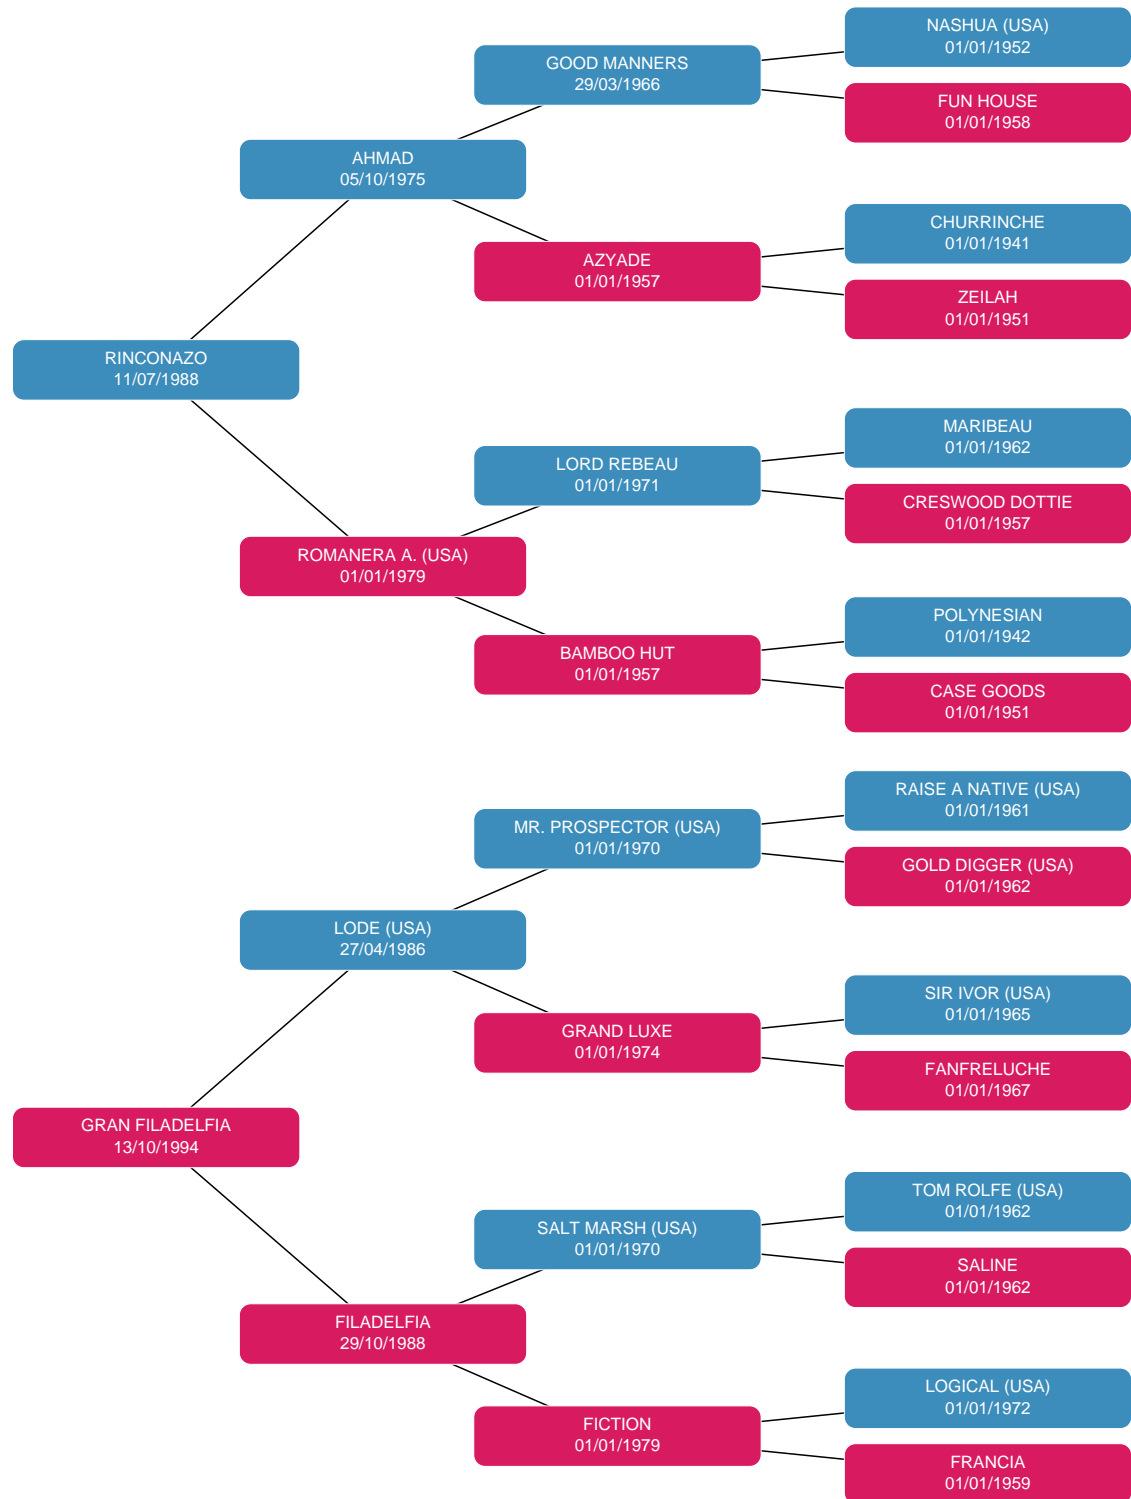 NASHUA (USA)
01/01/1952
GOOD MANNERS
29/03/1966
FUN HOUSE
01/01/1958
AHMAD
05/10/1975
CHURRINCHE
01/01/1941
AZYADE
01/01/1957
ZEILAH
01/01/1951
RINCONAZO
11/07/1988
MARIBEAU
01/01/1962
LORD REBEAU
01/01/1971
CRESWOOD DOTTIE
01/01/1957
ROMANERA A. (USA)
01/01/1979
POLYNESIAN
01/01/1942
BAMBOO HUT
01/01/1957
CASE GOODS
01/01/1951
RAISE A NATIVE (USA)
01/01/1961
MR. PROSPECTOR (USA)
01/01/1970
GOLD DIGGER (USA)
01/01/1962
LODE (USA)
27/04/1986
SIR IVOR (USA)
01/01/1965
GRAND LUXE
01/01/1974
FANFRELUCHE
01/01/1967
GRAN FILADELFIA
13/10/1994
TOM ROLFE (USA)
01/01/1962
SALT MARSH (USA)
01/01/1970
SALINE
01/01/1962
FILADELFIA
29/10/1988
LOGICAL (USA)
01/01/1972
FICTION
01/01/1979
FRANCIA
01/01/1959